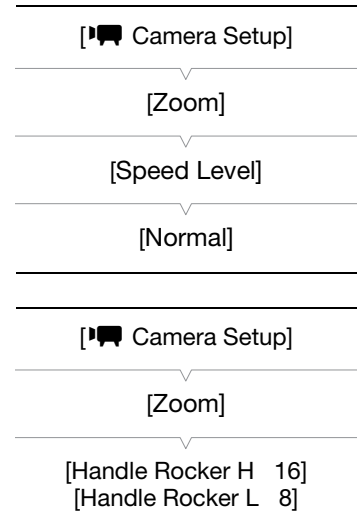 [ Camera Setup]
[Zoom]
[Speed Level]
[Normal]
[ Camera Setup]
[Zoom]
[Handle Rocker H 16]
[Handle Rocker L 8]